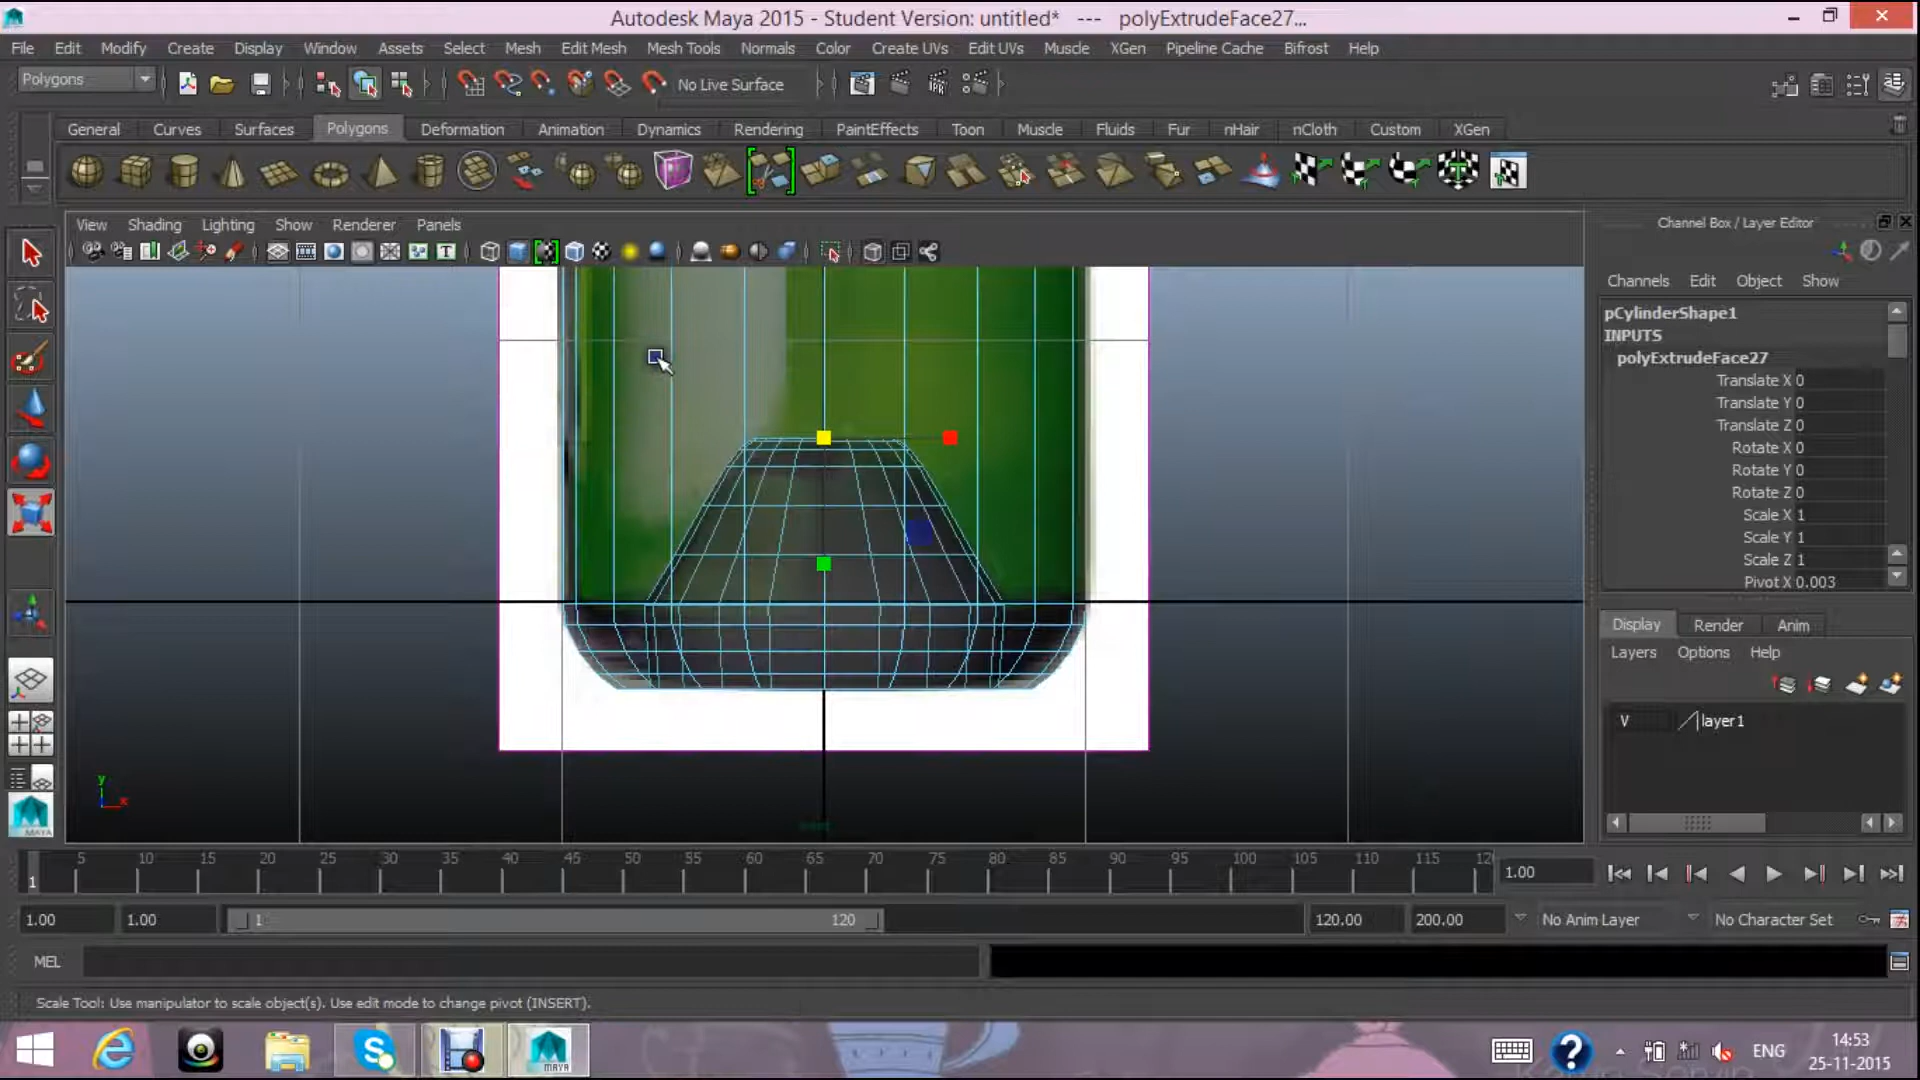 Autodesk Maya 2015 - Student Version: untitled* --- polyExtrudeFace27...
File Edit Modify Create Display Window Assets Select Mesh Edit Mesh Mesh Tools Normals Color Create UVs Edit UVs Muscle XGen Pipeline Cache Bifrost Help
Polygons No Live Surface
General Curves Surfaces Polygons Deformation Animation Dynamics Rendering PaintEffects Toon Muscle Fluids Fur nHair nCloth Custom XGen
View Shading Lighting Show Renderer Panels
Channel Box / Layer Editor
Channels Edit Object Show
pCylinderShape1
INPUTS
polyExtrudeFace27
Translate X 0
Translate Y 0
Translate Z 0
Rotate X 0
Rotate Y 0
Rotate Z 0
Scale X 1
Scale Y 1
Scale Z 1
Pivot X 0.003
Display Render Anim
Layers Options Help
V layer1
y
x
MAYA
5 10 15 20 25 30 35 40 45 50 55 60 65 70 75 80 85 90 95 100 105 110 115 12
1
1.00
1.00 1.00 1 120 120.00 200.00 No Anim Layer No Character Set
MEL
Scale Tool: Use manipulator to scale object(s). Use edit mode to change pivot (INSERT).
MAYA
ENG
14:53
25-11-2015